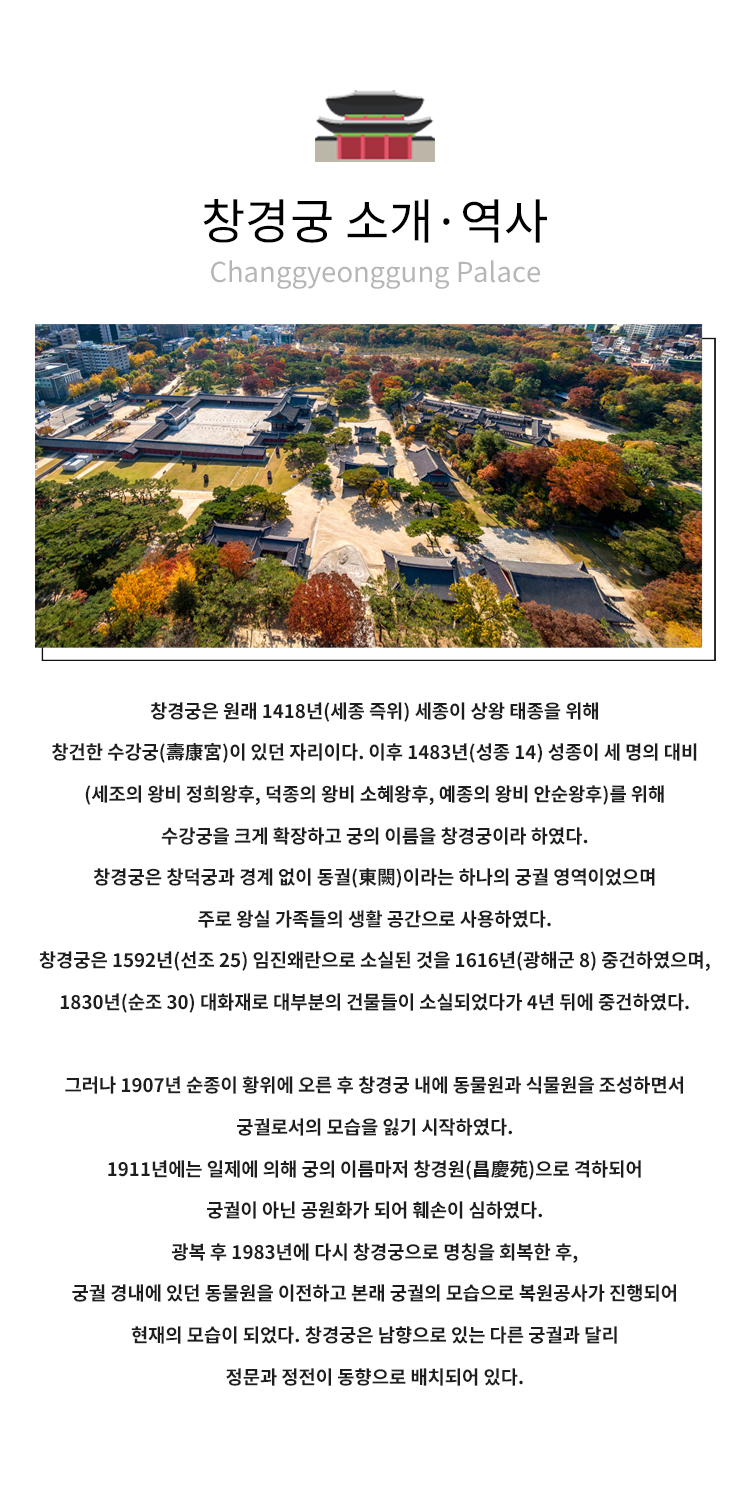 창경궁 소개·역사
Changgyeonggung Palace
창경궁은 원래 1418년(세종 즉위) 세종이 상왕 태종을 위해
창건한 수강궁(壽康宮)이 있던 자리이다. 이후 1483년(성종 14) 성종이 세 명의 대비
(세조의 왕비 정희왕후, 덕종의 왕비 소혜왕후, 예종의 왕비 안순왕후)를 위해
수강궁을 크게 확장하고 궁의 이름을 창경궁이라 하였다.
창경궁은 창덕궁과 경계 없이 동궐(東闕)이라는 하나의 궁궐 영역이었으며
주로 왕실 가족들의 생활 공간으로 사용하였다.
창경궁은 1592년(선조 25) 임진왜란으로 소실된 것을 1616년(광해군 8) 중건하였으며,
1830년(순조 30) 대화재로 대부분의 건물들이 소실되었다가 4년 뒤에 중건하였다.
그러나 1907년 순종이 황위에 오른 후 창경궁 내에 동물원과 식물원을 조성하면서
궁궐로서의 모습을 잃기 시작하였다.
1911년에는 일제에 의해 궁의 이름마저 창경원(昌慶苑)으로 격하되어
궁궐이 아닌 공원화가 되어 훼손이 심하였다.
광복 후 1983년에 다시 창경궁으로 명칭을 회복한 후,
궁궐 경내에 있던 동물원을 이전하고 본래 궁궐의 모습으로 복원공사가 진행되어
현재의 모습이 되었다. 창경궁은 남향으로 있는 다른 궁궐과 달리
정문과 정전이 동향으로 배치되어 있다.